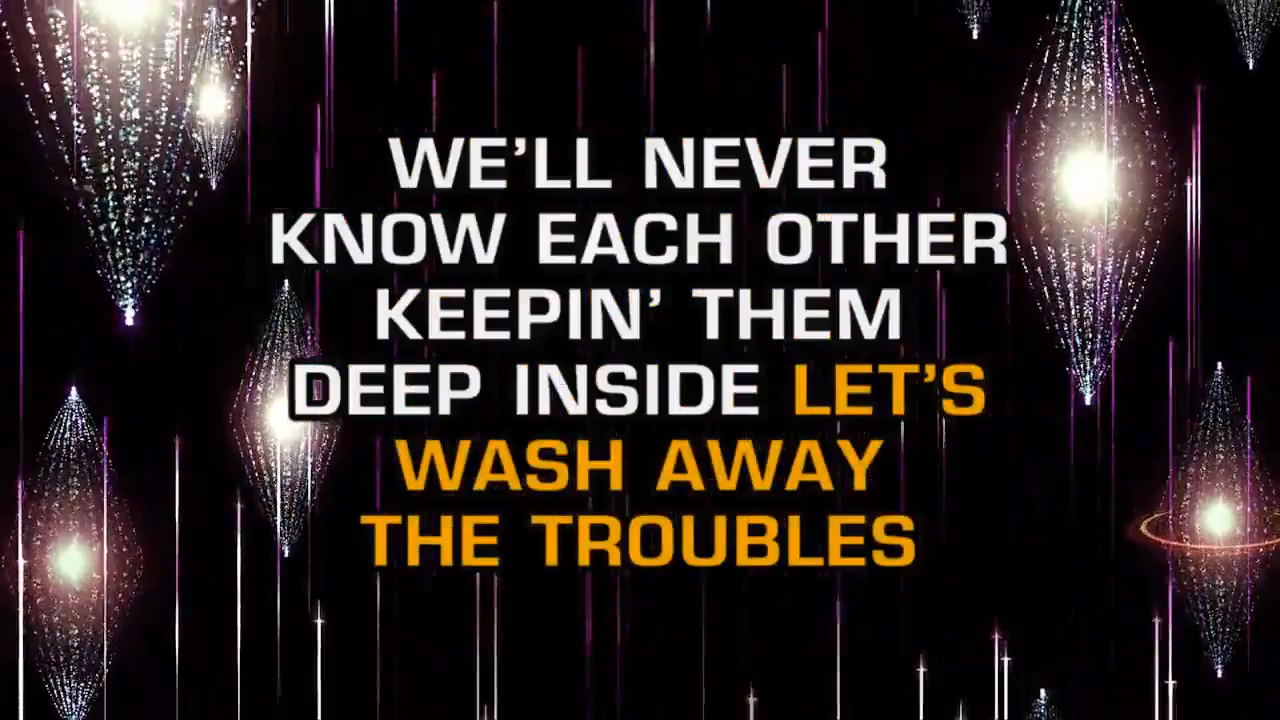 WE'LL NEVER
KNOW EACH OTHER
KEEPIN' THEM
DEEP INSIDE LET'S
WASH AWAY
THE TROUBLES